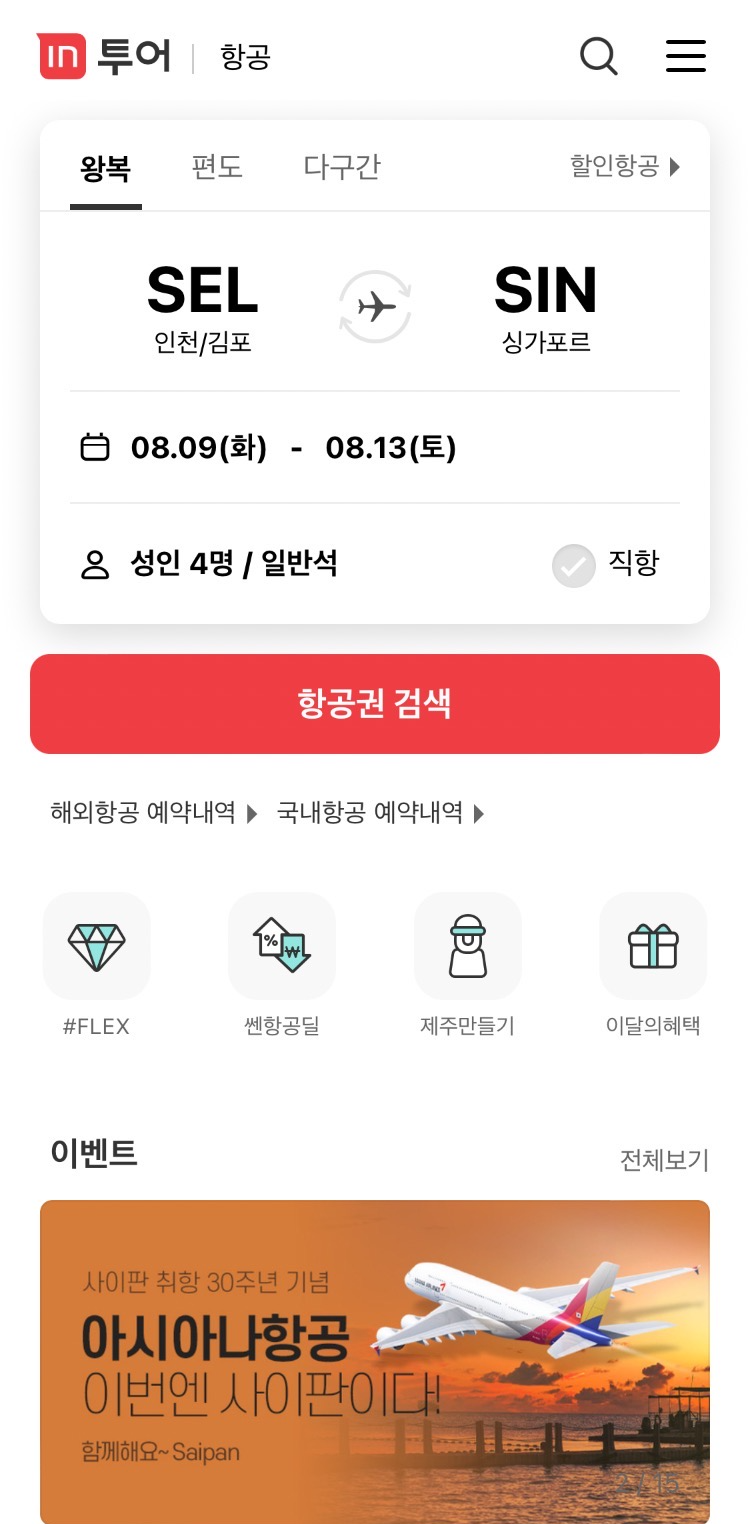 in 투어 항공
왕복 편도 다구간 할인항공
SEL SIN
인천/김포 싱가포르
08.09(화) - 08.13(토)
성인 4명 / 일반석 직항
항공권 검색
해외항공 예약내역 국내항공 예약내역
% ₩
#FLEX 쎈항공딜 제주만들기 이달의혜택
이벤트 전체보기
사이판 취항 30주년 기념
아시아나항공
이번엔 사이판이다!
함께해요~ Saipan
2 / 15